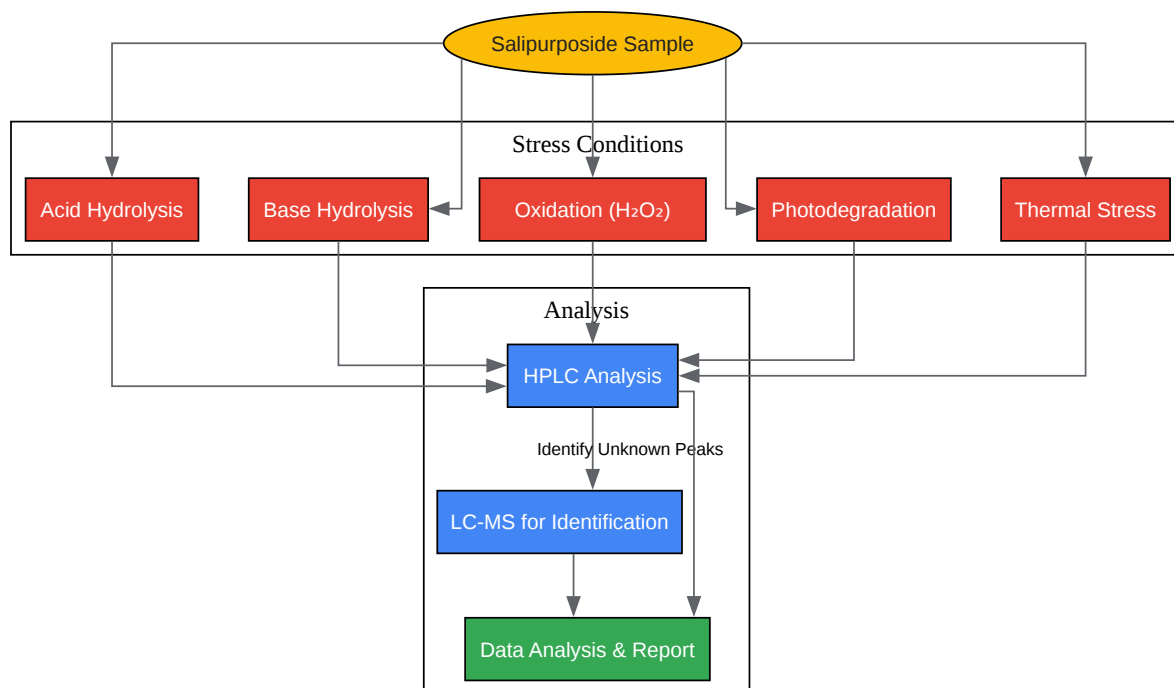 Salipurposide Sample
Stress Conditions
Acid Hydrolysis
Base Hydrolysis
Oxidation (H₂O₂)
Photodegradation
Thermal Stress
Analysis
HPLC Analysis
Identify Unknown Peaks
LC-MS for Identification
Data Analysis & Report